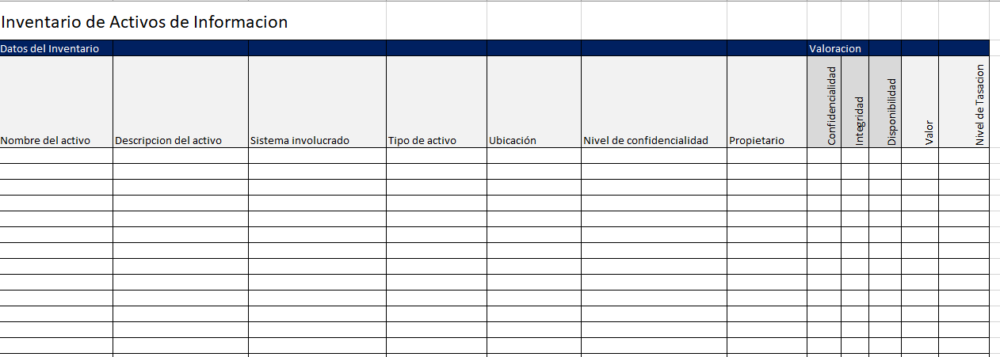 Inventario de Activos de Informacion
Datos del Inventario Valoracion
Nombre del activo Descripcion del activo Sistema involucrado Tipo de activo Ubicación Nivel de confidencialidad Propietario Confidencialidad Integridad Disponibilidad Valor Nivel de Tasacion